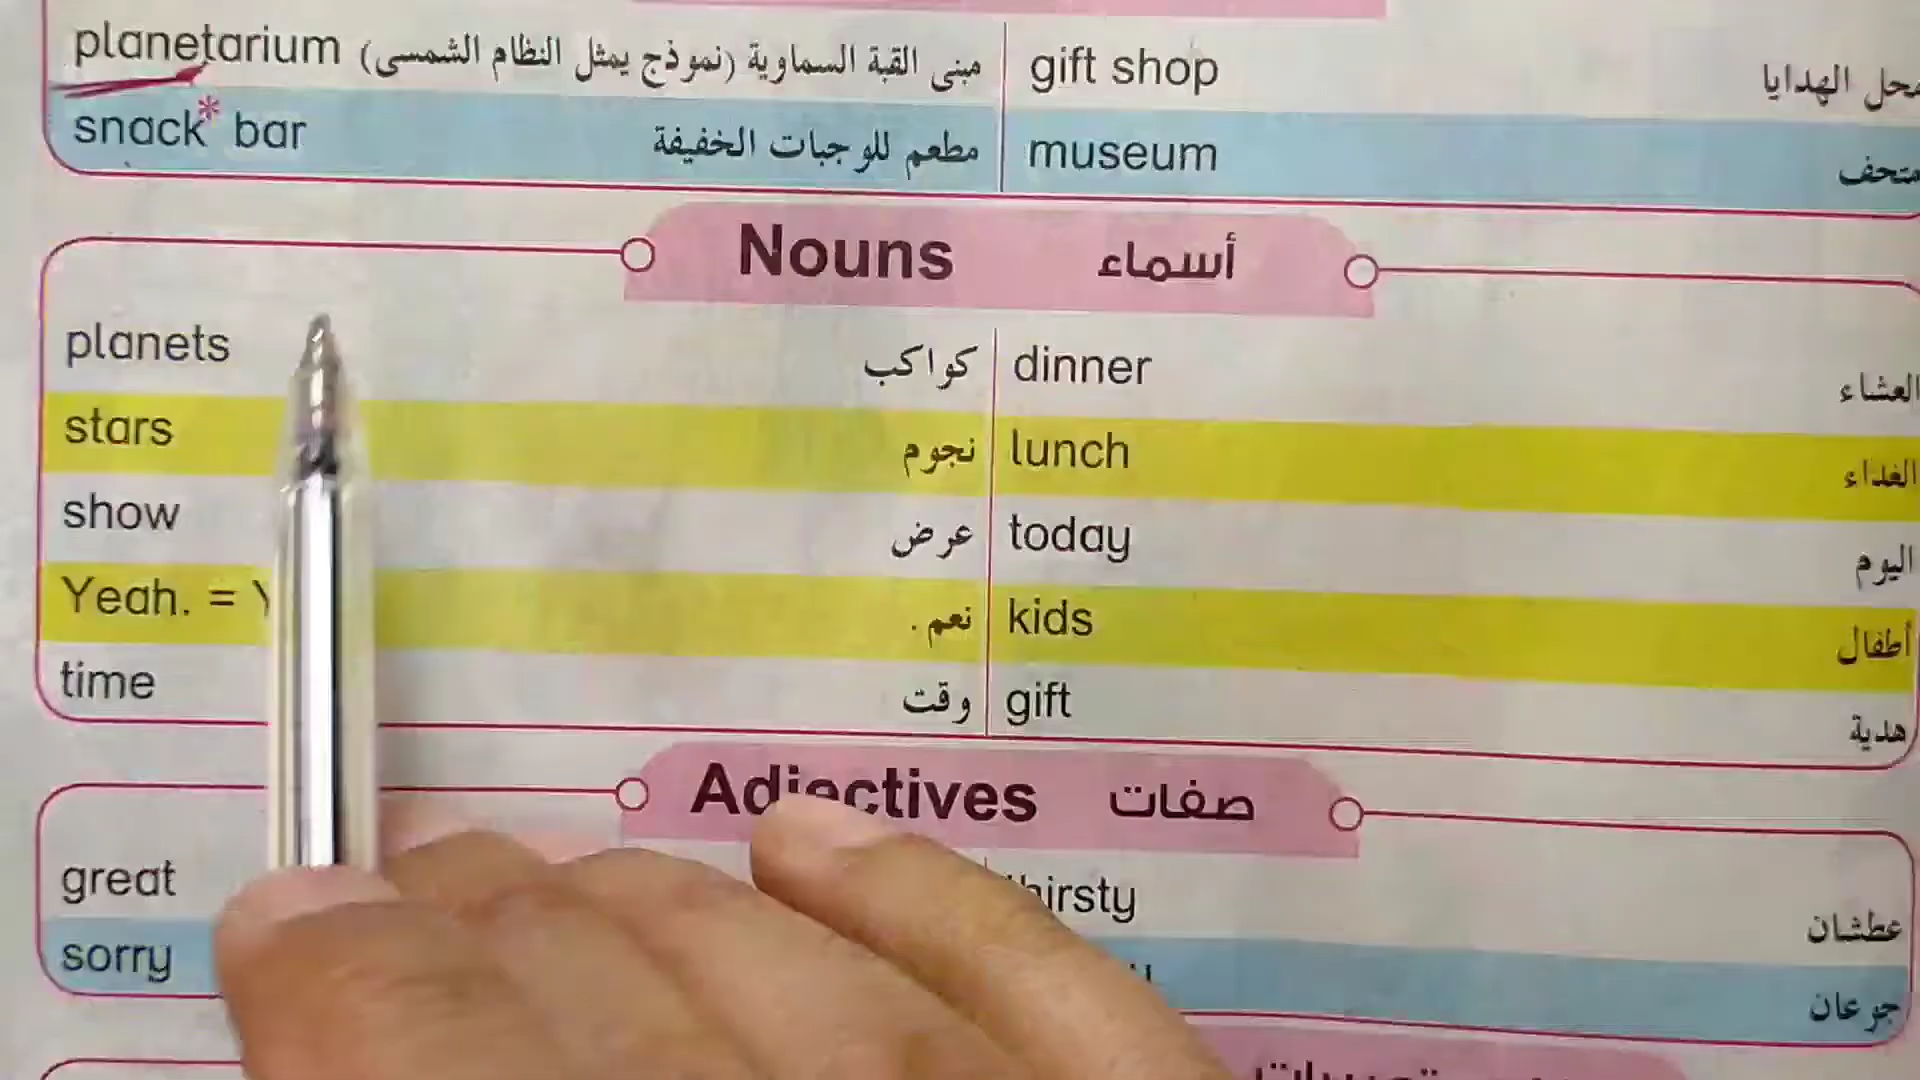 planetarium مبنى القبة السماوية (نموذج يمثل النظام الشمسى) gift shop محل الهدايا
snack* bar مطعم للوجبات الخفيفة museum متحف
Nouns أسماء
planets كواكب dinner العشاء
stars نجوم lunch الغداء
show عرض today اليوم
Yeah. = نعم . kids أطفال
time وقت gift هدية
Adjectives صفات
great عطشان
sorry جوعان